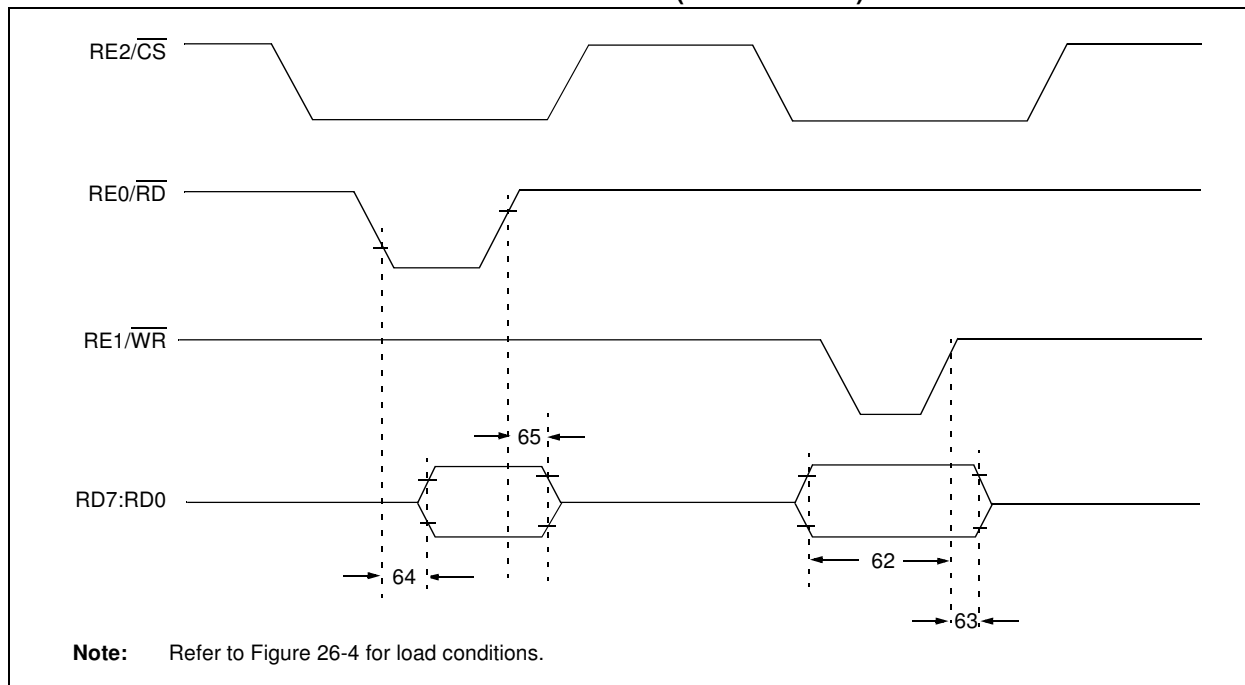 RE2/CS
RE0/RD
RE1/WR
65
RD7:RD0
62
64
63
Note: Refer to Figure 26-4 for load conditions.